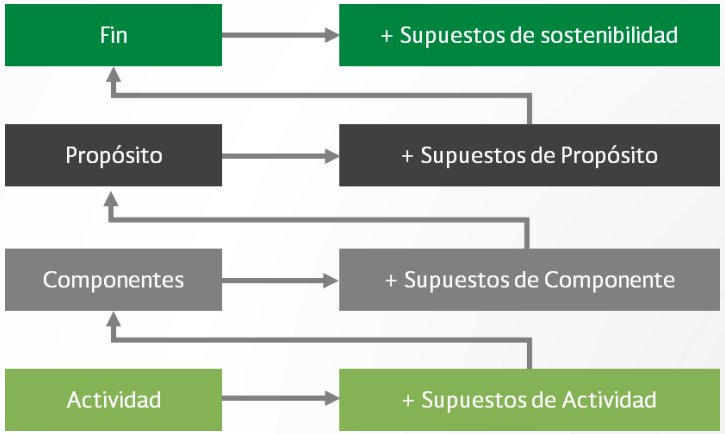 Fin
+ Supuestos de sostenibilidad
Propósito
+ Supuestos de Propósito
Componentes
+ Supuestos de Componente
Actividad
+ Supuestos de Actividad